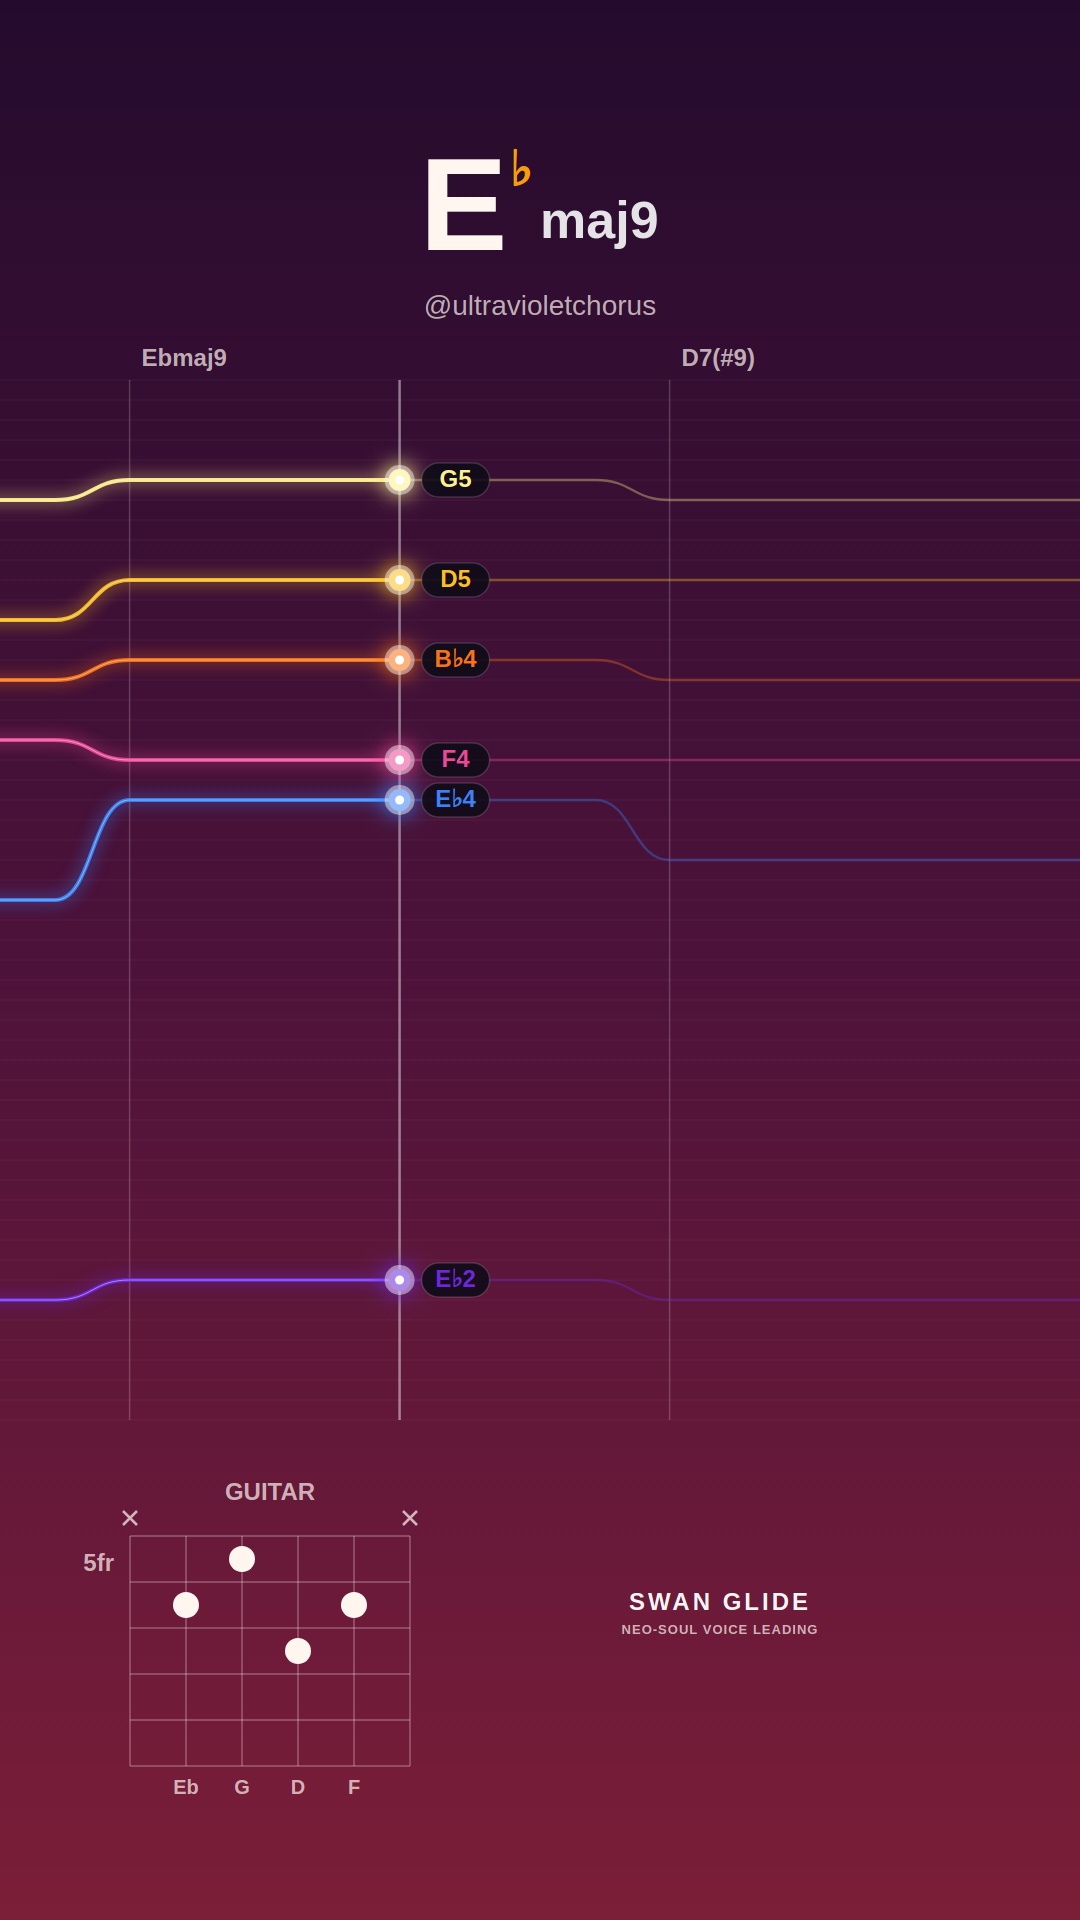 E♭maj9
@ultravioletchorus
Ebmaj9 D7(#9)
G5
D5
B♭4
F4
E♭4
E♭2
GUITAR
× ×
5fr
SWAN GLIDE
NEO-SOUL VOICE LEADING
Eb G D F